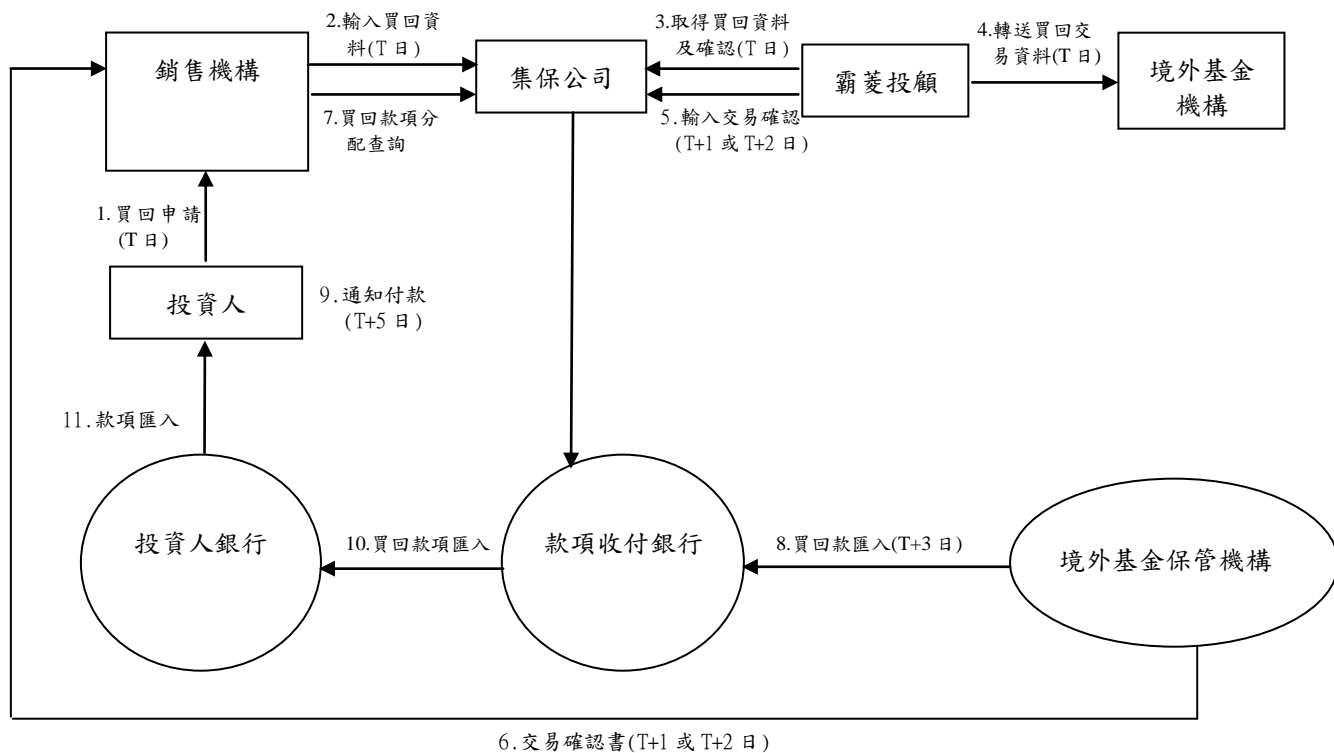 2.輸入買回資
料(T 日)
3.取得買回資料
及確認(T 日)
4.轉送買回交
易資料(T 日)
銷售機構
集保公司
霸菱投顧
境外基金
機構
7.買回款項分
配查詢
5.輸入交易確認
(T+1 或 T+2 日)
1.買回申請
(T 日)
投資人
9.通知付款
(T+5 日)
11.款項匯入
投資人銀行
10.買回款項匯入
款項收付銀行
8.買回款匯入(T+3 日)
境外基金保管機構
6.交易確認書(T+1 或 T+2 日)